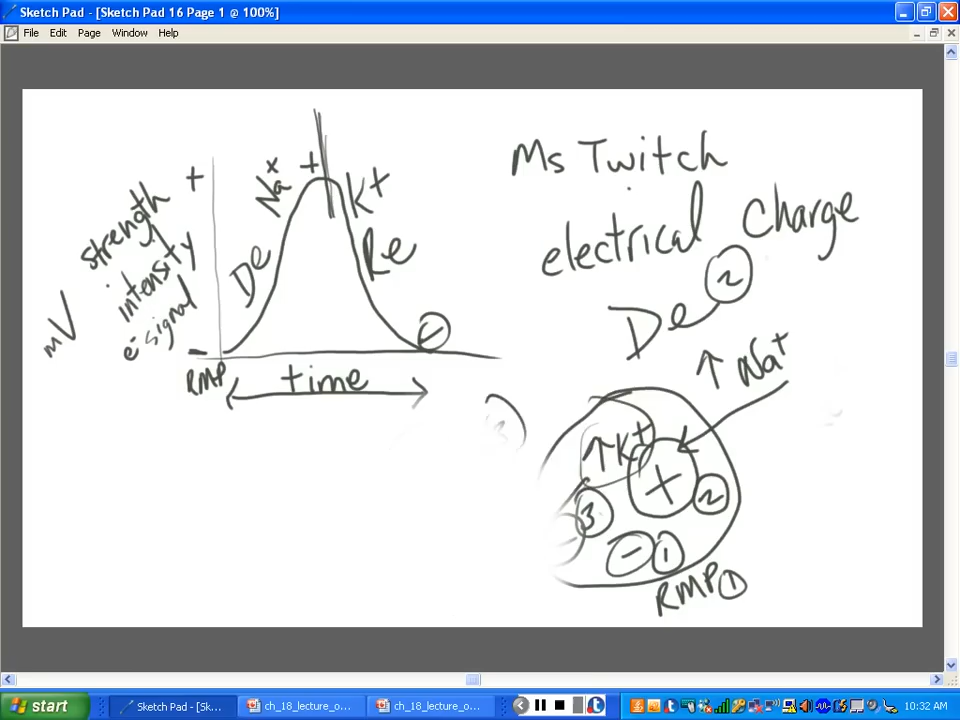 Sketch Pad - [Sketch Pad 16 Page 1 @ 100%]
File Edit Page Window Help
+
strength
intensity
e- signal
mV
-
RMP
time
De
Na+
+
K+
Re
-
Ms Twitch
electrical charge
De 2
↑ Na+
↑ K+
+
2
3
- 1
RMP 1
start
Sketch Pad - [Sk...
ch_18_lecture_o...
ch_18_lecture_o...
10:32 AM